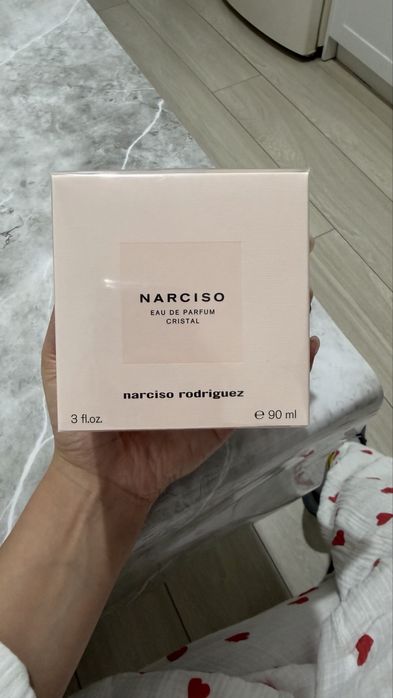 NARCISO
EAU DE PARFUM
CRISTAL
narciso rodriguez
3 fl.oz. ℮ 90 ml